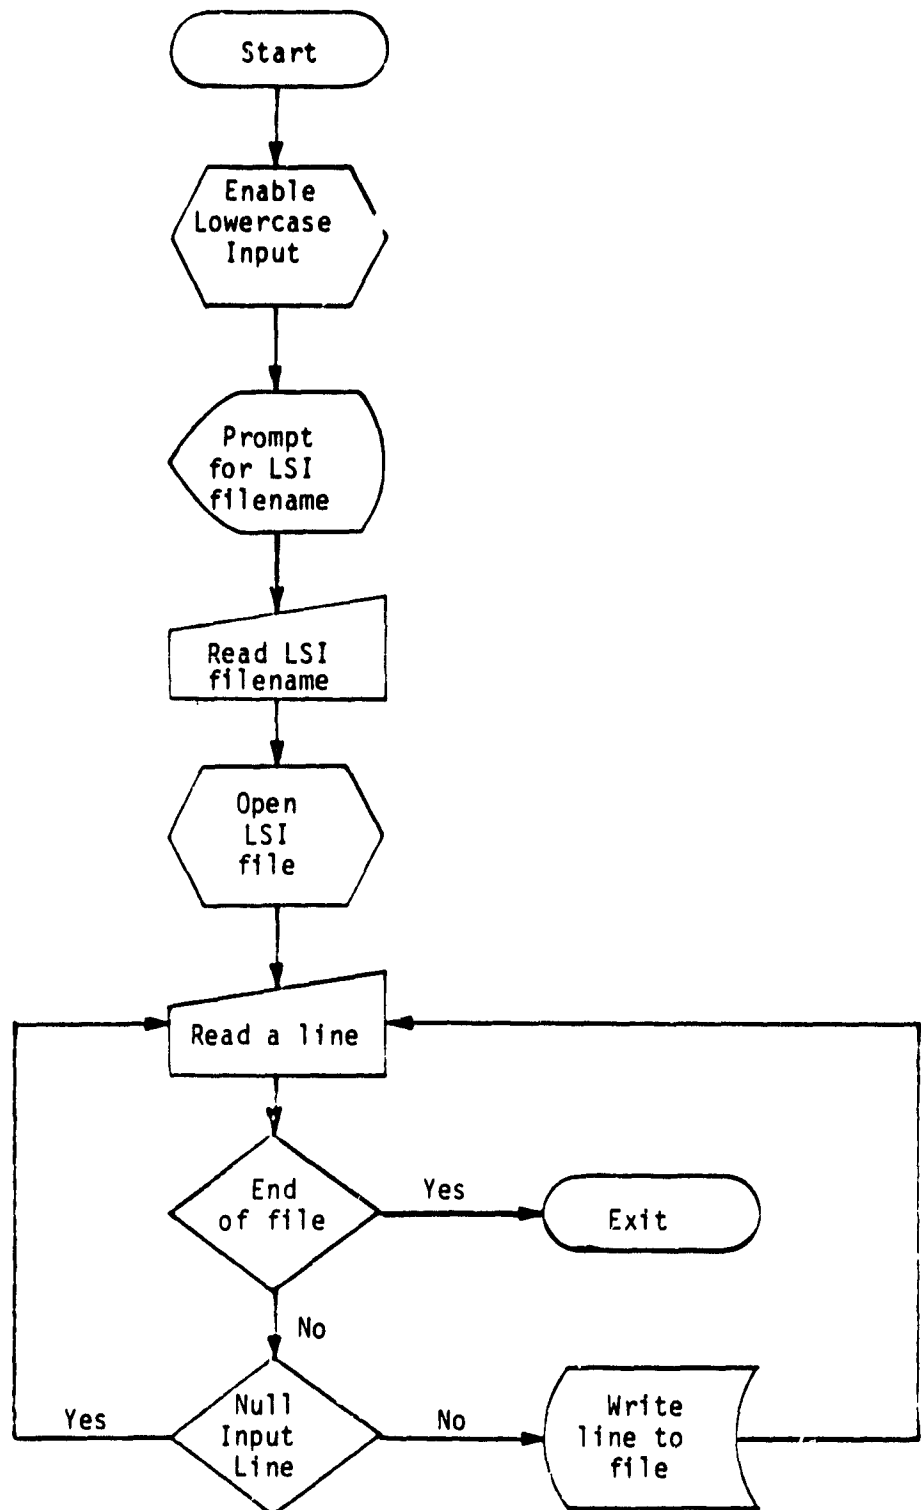 Start
Enable
Lowercase
Input
Prompt
for LSI
filename
Read LSI
filename
Open
LSI
file
Read a line
End
of file
Yes
Exit
No
Null
Input
Line
Yes
No
Write
line to
file